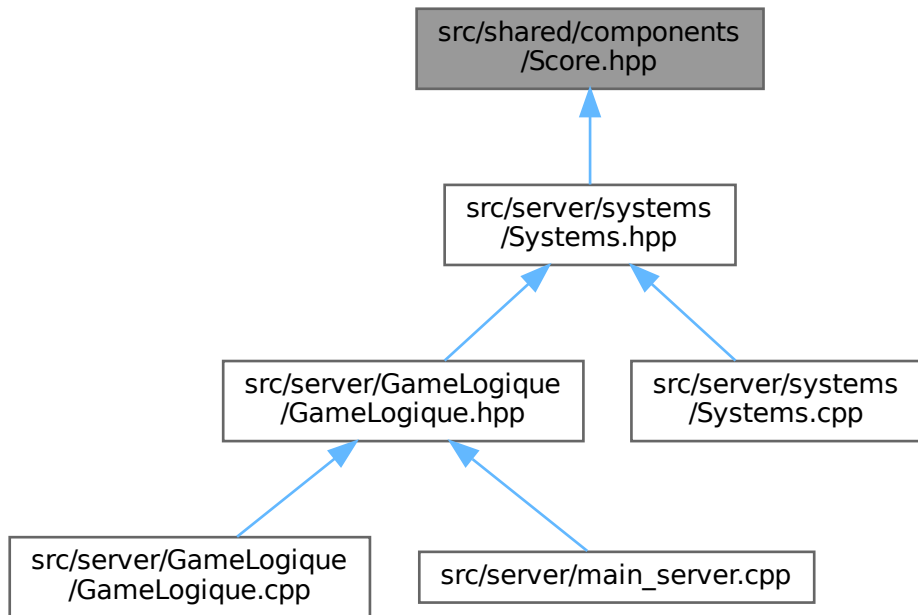 src/shared/components
/Score.hpp
src/server/systems
/Systems.hpp
src/server/GameLogique
/GameLogique.hpp
src/server/systems
/Systems.cpp
src/server/GameLogique
/GameLogique.cpp
src/server/main_server.cpp